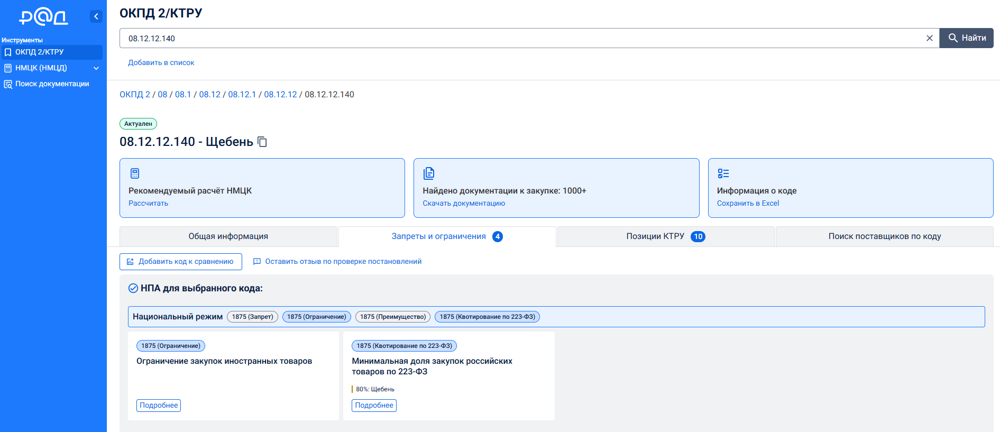 р@д
Инструменты
ОКПД 2/КТРУ
НМЦК (НМЦД)
Поиск документации
ОКПД 2/КТРУ
08.12.12.140
Найти
Добавить в список
ОКПД 2 / 08 / 08.1 / 08.12 / 08.12.1 / 08.12.12 / 08.12.12.140
Актуален
08.12.12.140 - Щебень
Рекомендуемый расчёт НМЦК
Рассчитать
Найдено документации к закупке: 1000+
Скачать документацию
Информация о коде
Сохранить в Excel
Общая информация
Запреты и ограничения 4
Позиции КТРУ 10
Поиск поставщиков по коду
Добавить код к сравнению
Оставить отзыв по проверке постановлений
НПА для выбранного кода:
Национальный режим 1875 (Запрет) 1875 (Ограничение) 1875 (Преимущество) 1875 (Квотирование по 223-ФЗ)
1875 (Ограничение)
Ограничение закупок иностранных товаров
Подробнее
1875 (Квотирование по 223-ФЗ)
Минимальная доля закупок российских
товаров по 223-ФЗ
80%: Щебень
Подробнее